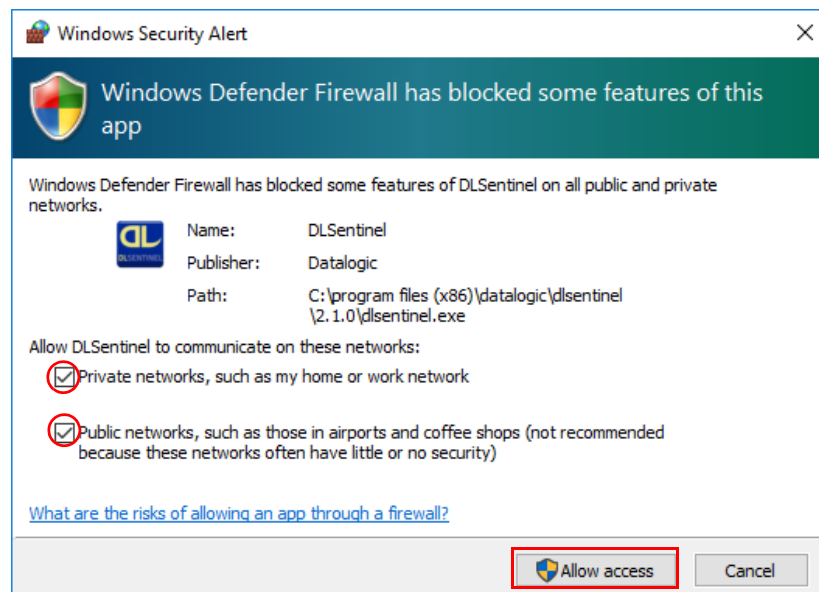 Windows Security Alert
Windows Defender Firewall has blocked some features of this
app
Windows Defender Firewall has blocked some features of DLSentinel on all public and private
networks.
DL
DLSENTINEL
Name: DLSentinel
Publisher: Datalogic
Path: C:\program files (x86)\datalogic\dlsentinel
\2.1.0\dlsentinel.exe
Allow DLSentinel to communicate on these networks:
Private networks, such as my home or work network
Public networks, such as those in airports and coffee shops (not recommended
because these networks often have little or no security)
What are the risks of allowing an app through a firewall?
Allow access Cancel